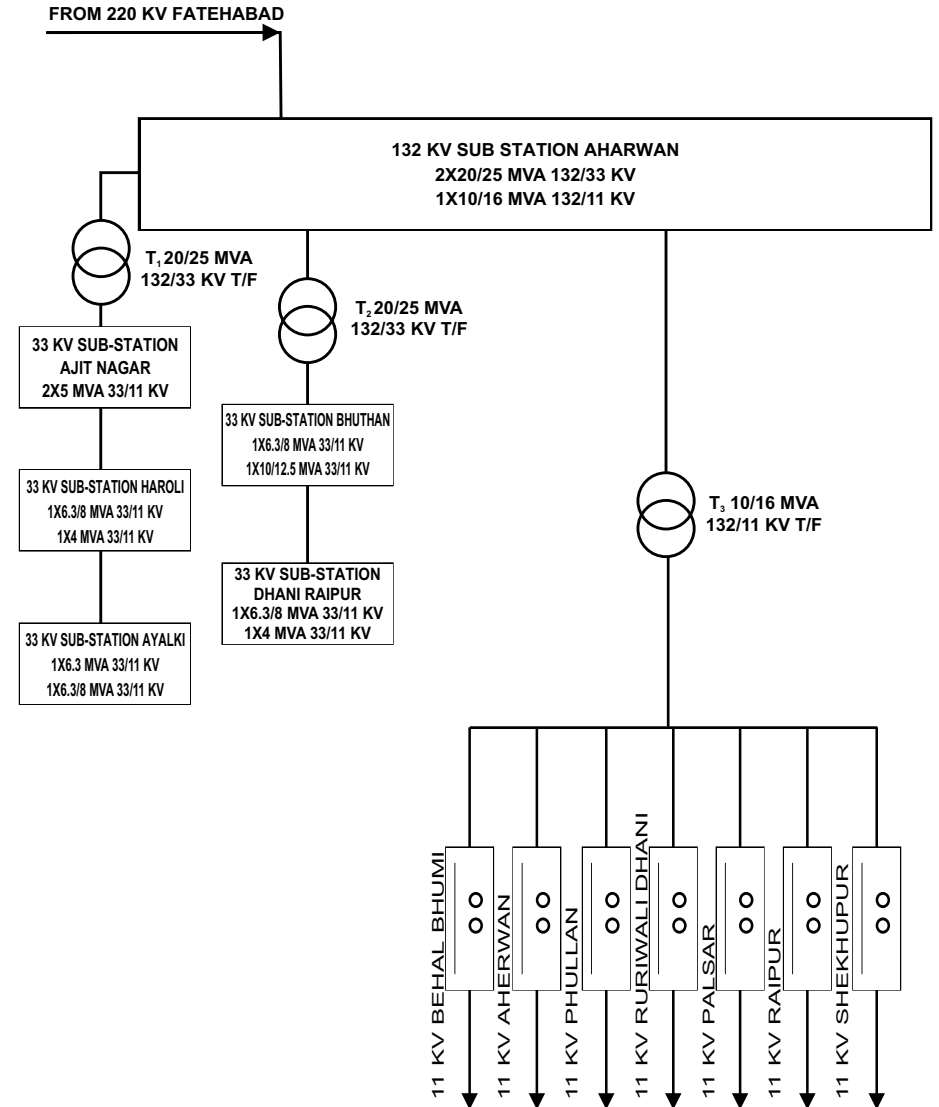 FROM 220 KV FATEHABAD
132 KV SUB STATION AHARWAN
2X20/25 MVA 132/33 KV
1X10/16 MVA 132/11 KV
T₁ 20/25 MVA
132/33 KV T/F
T₂ 20/25 MVA
132/33 KV T/F
33 KV SUB-STATION
AJIT NAGAR
2X5 MVA 33/11 KV
33 KV SUB-STATION BHUTHAN
1X6.3/8 MVA 33/11 KV
1X10/12.5 MVA 33/11 KV
33 KV SUB-STATION HAROLI
1X6.3/8 MVA 33/11 KV
1X4 MVA 33/11 KV
T₃ 10/16 MVA
132/11 KV T/F
33 KV SUB-STATION
DHANI RAIPUR
1X6.3/8 MVA 33/11 KV
1X4 MVA 33/11 KV
33 KV SUB-STATION AYALKI
1X6.3 MVA 33/11 KV
1X6.3/8 MVA 33/11 KV
11 KV BEHAL BHUMI
11 KV AHERWAN
11 KV PHULLAN
11 KV RURIWALI DHANI
11 KV PALSAR
11 KV RAIPUR
11 KV SHEKHUPUR